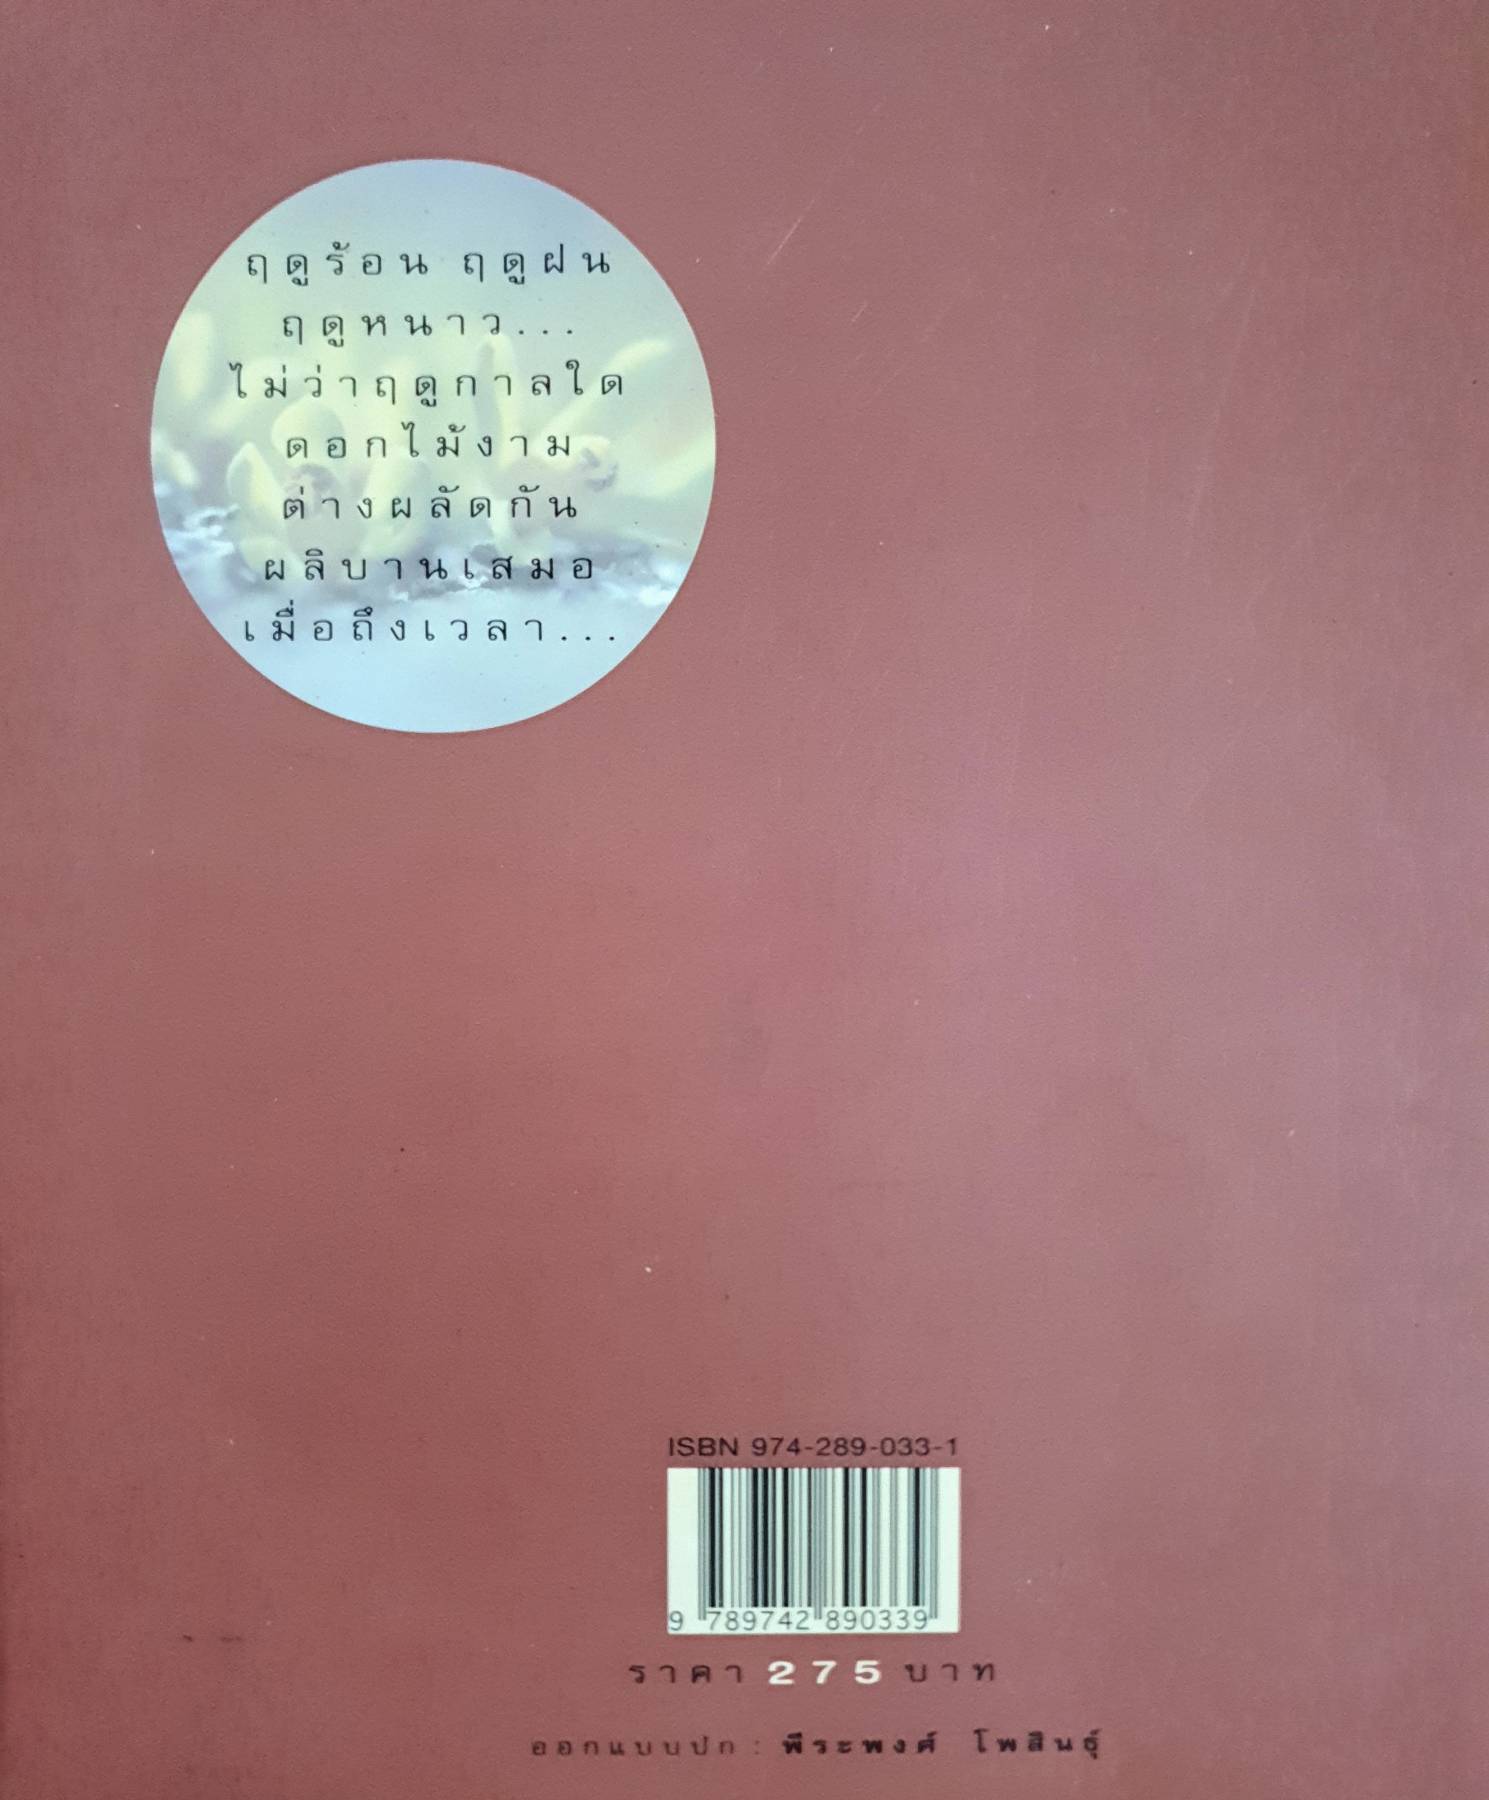 ฤดูร้อน ฤดูฝน
ฤดูหนาว...
ไม่ว่าฤดูกาลใด
ดอกไม้งาม
ต่างผลัดกัน
ผลิบานเสมอ
เมื่อถึงเวลา...
ISBN 974-289-033-1
9 789742 890339
ราคา 275 บาท
ออกแบบปก : พีระพงศ์ โพสินธุ์